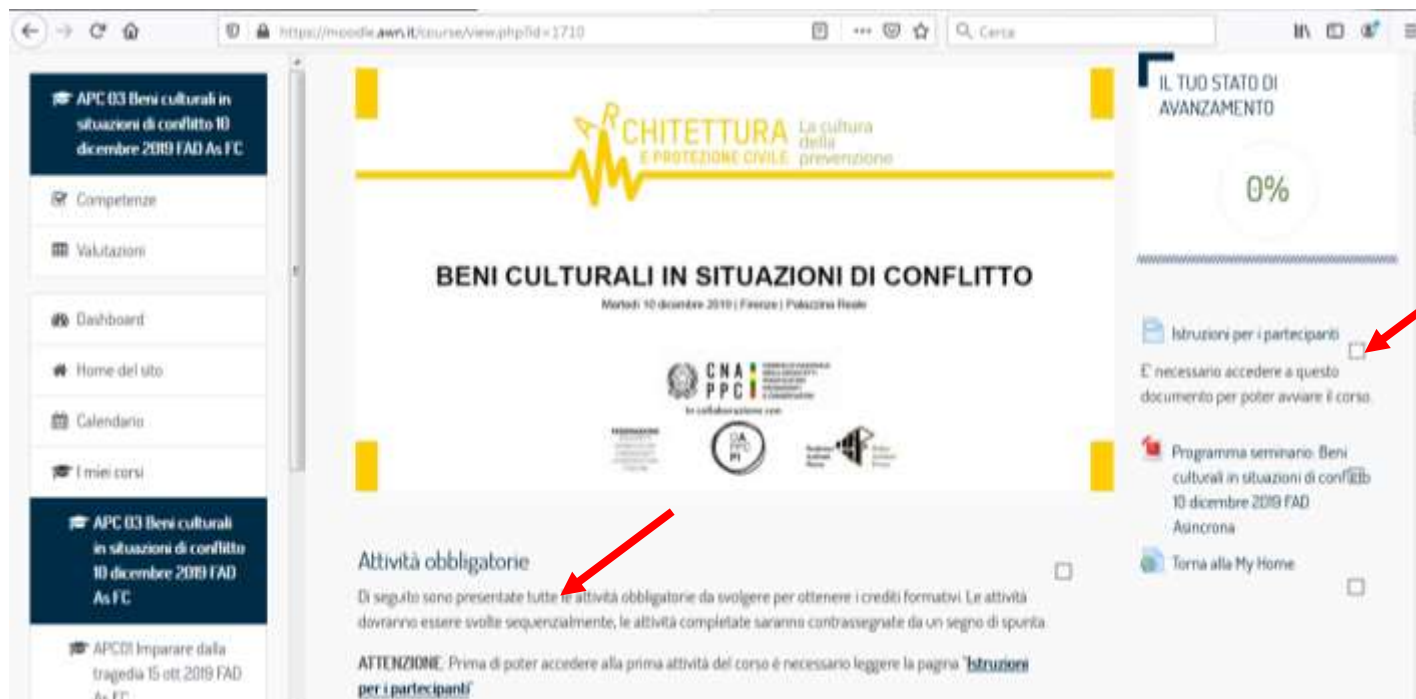 https://moodle.awn.it/course/view.php?id=1710
Cerca
APC 03 Beni culturali in
situazioni di conflitto 10
dicembre 2019 FAD As FC
Competenze
Valutazioni
Dashboard
Home del sito
Calendario
I miei corsi
APC 03 Beni culturali
in situazioni di conflitto
10 dicembre 2019 FAD
As FC
APC01 Imparare dalla
tragedia 15 ott 2019 FAD
As FC
ARCHITETTURA
E PROTEZIONE CIVILE
La cultura
della
prevenzione
BENI CULTURALI IN SITUAZIONI DI CONFLITTO
Martedì 10 dicembre 2019 | Firenze | Palazzina Reale
CNA
PPC
In collaborazione con
Attività obbligatorie
Di seguito sono presentate tutte le attività obbligatorie da svolgere per ottenere i crediti formativi. Le attività
dovranno essere svolte sequenzialmente, le attività completate saranno contrassegnate da un segno di spunta.
ATTENZIONE: Prima di poter accedere alla prima attività del corso è necessario leggere la pagina "Istruzioni
per i partecipanti"
IL TUO STATO DI
AVANZAMENTO
0%
Istruzioni per i partecipanti
E' necessario accedere a questo
documento per poter avviare il corso.
Programma seminario: Beni
culturali in situazioni di conflitto
10 dicembre 2019 FAD
Asincrona
Torna alla My Home